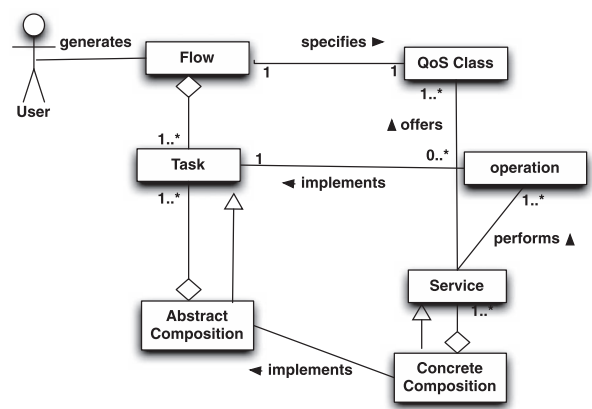 generates
specifies ►
Flow
QoS Class
1
1
User
1..*
▲ offers
1..*
Task
1
0..*
operation
◄ implements
1..*
1..*
performs ▲
Service
1..*
Abstract
Composition
◄ implements
Concrete
Composition